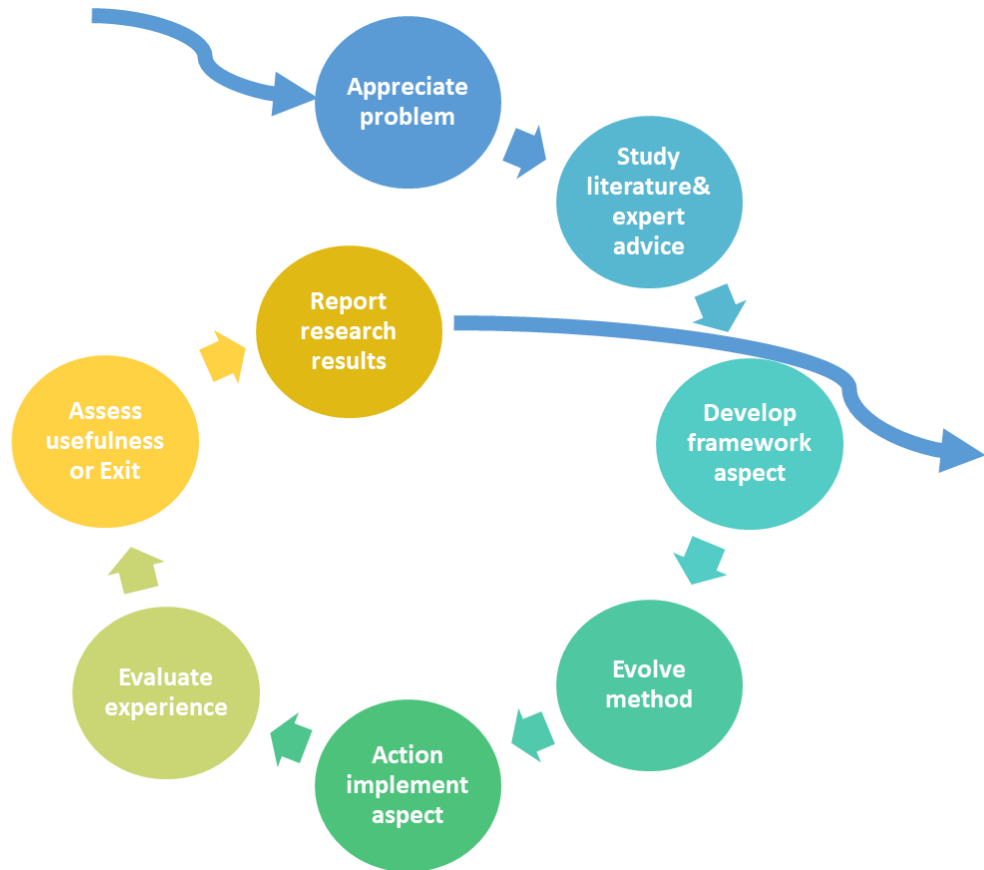 Appreciate
problem
Study
literature&
expert
advice
Develop
framework
aspect
Evolve
method
Action
implement
aspect
Evaluate
experience
Assess
usefulness
or Exit
Report
research
results